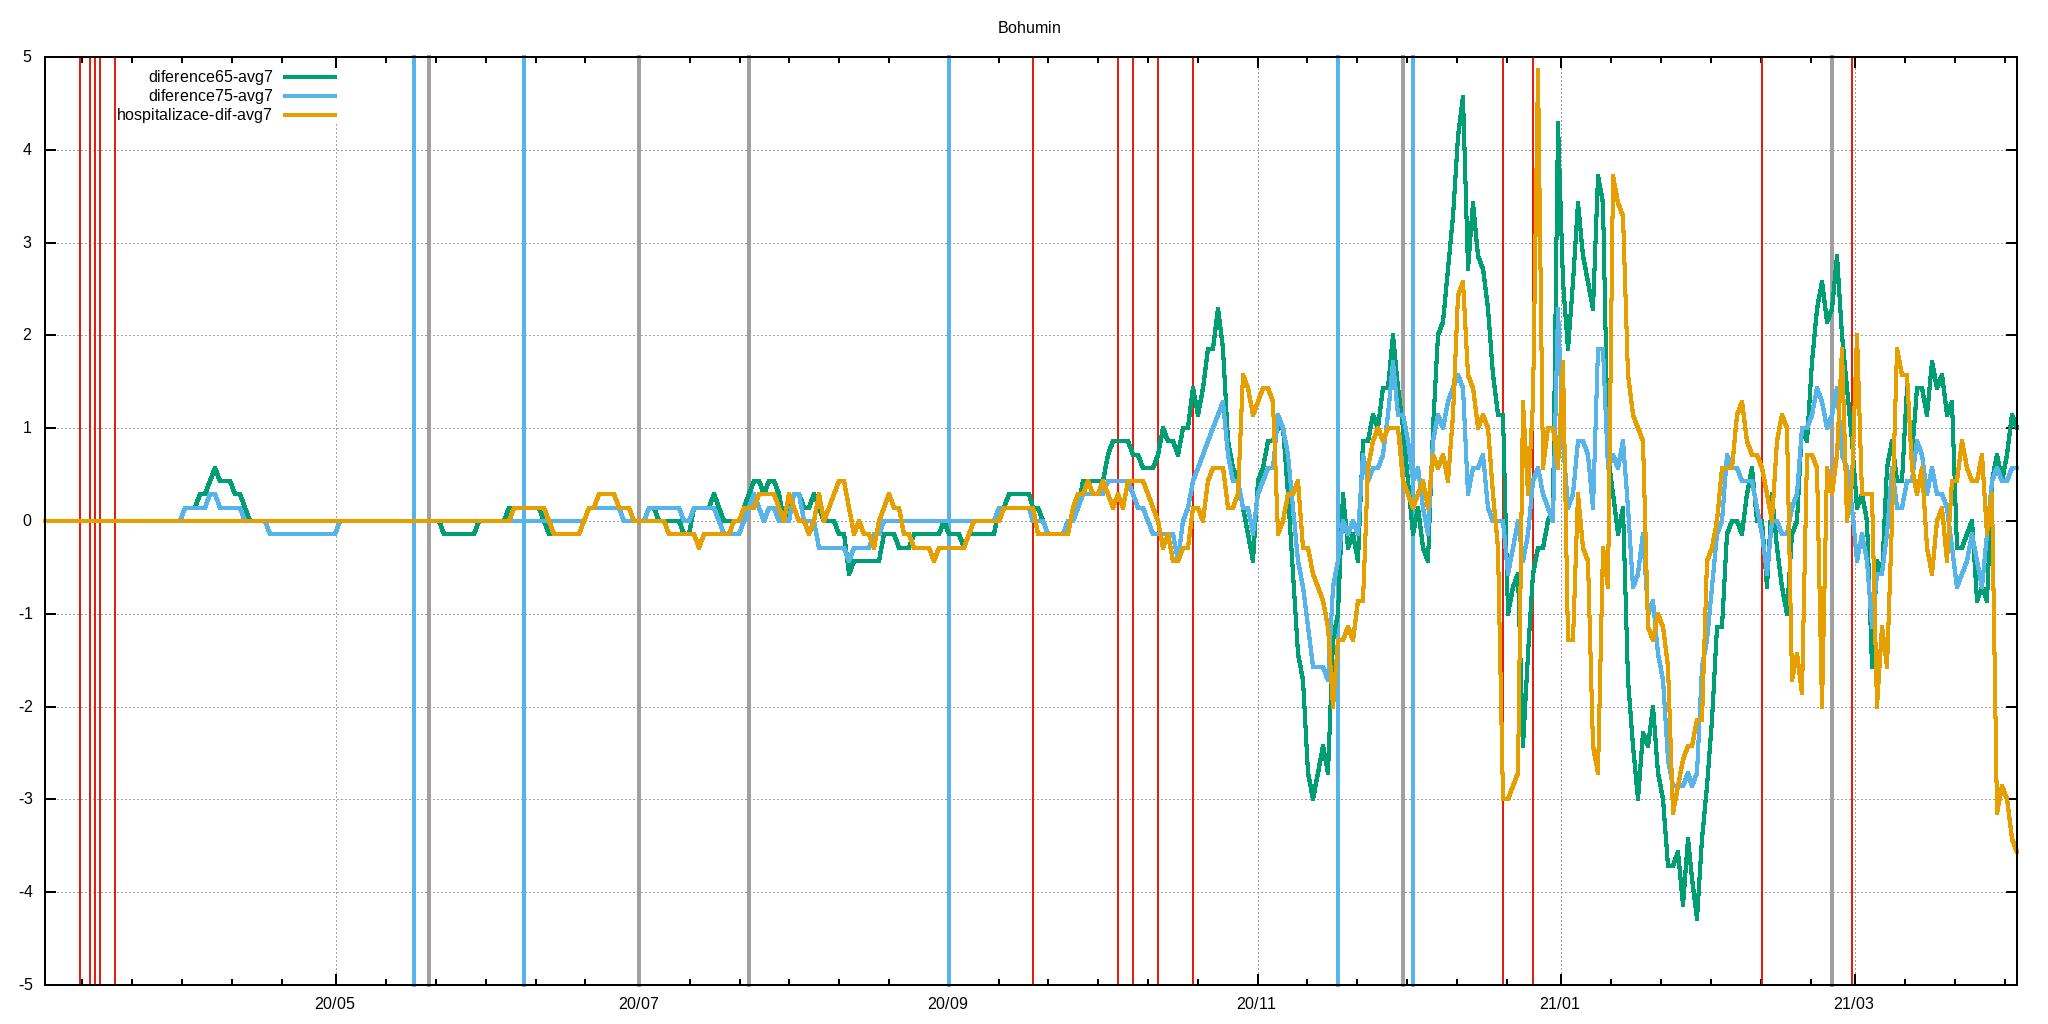 Bohumin
5
diference65-avg7
diference75-avg7
hospitalizace-dif-avg7
4
3
2
1
0
-1
-2
-3
-4
-5
20/05 20/07 20/09 20/11 21/01 21/03